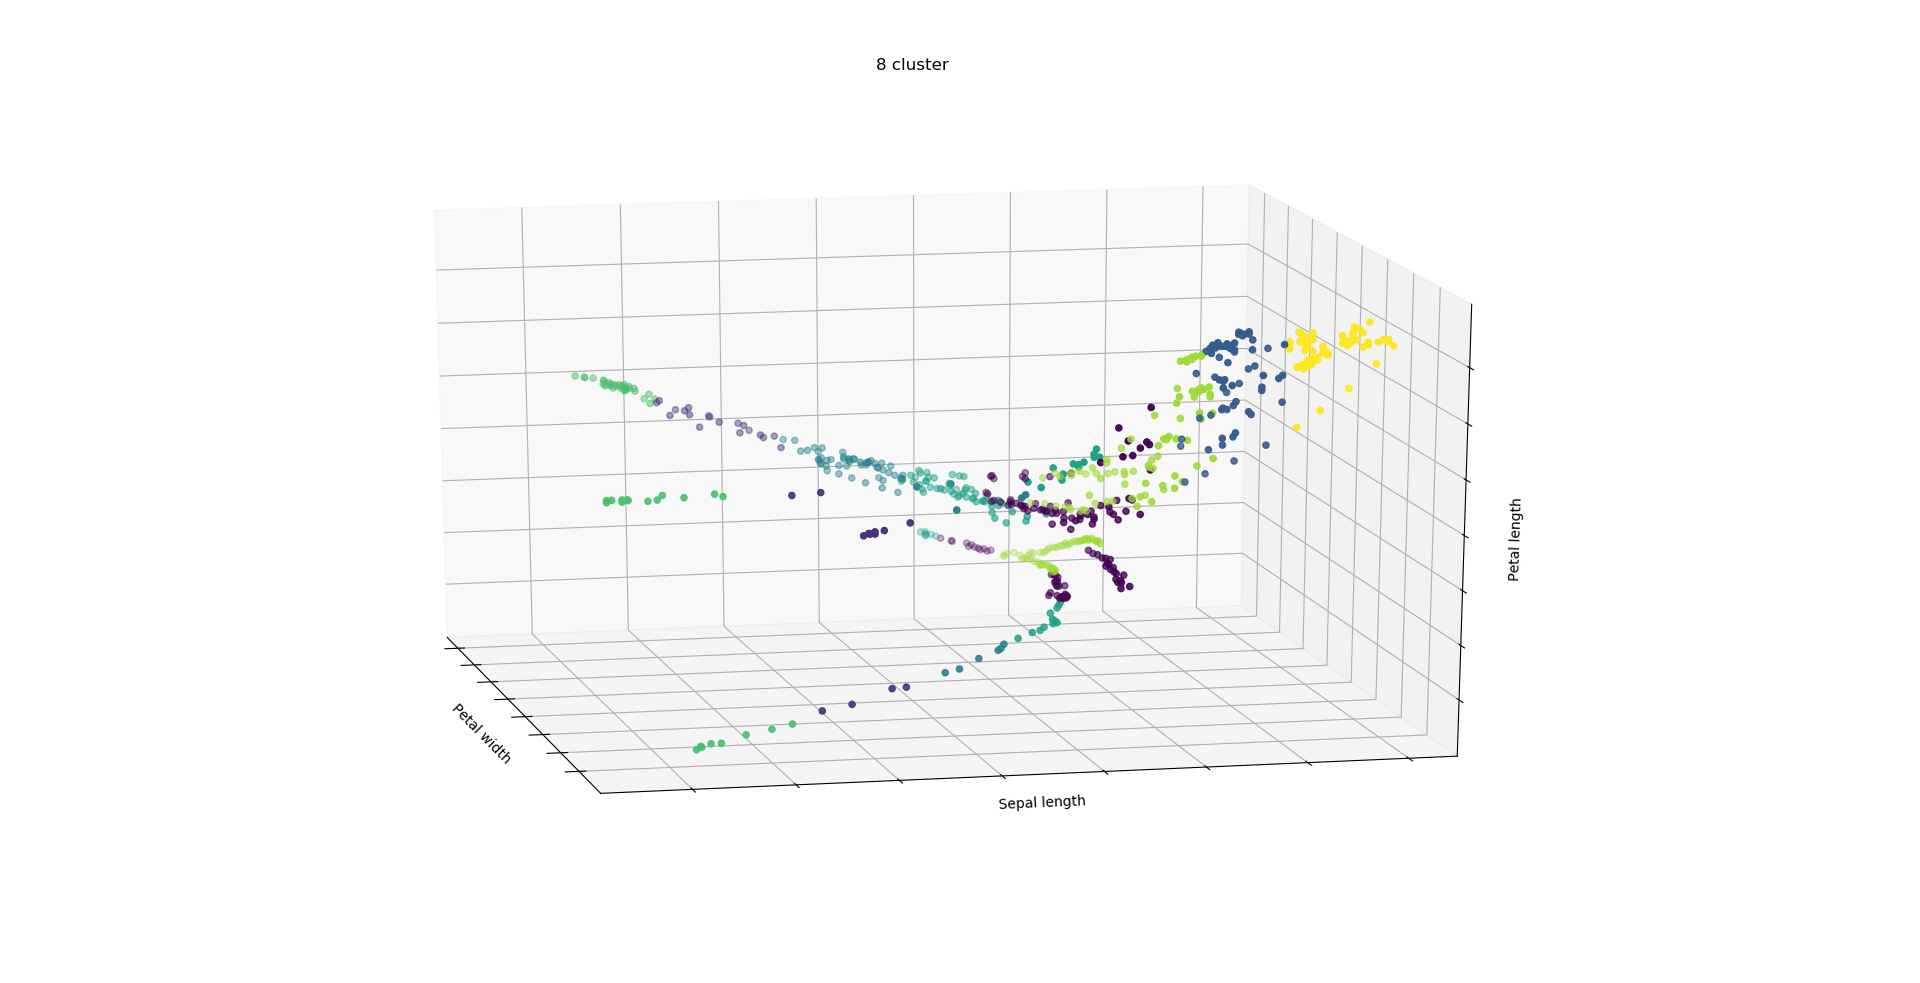 8 cluster
Petal length
Petal width
Sepal length